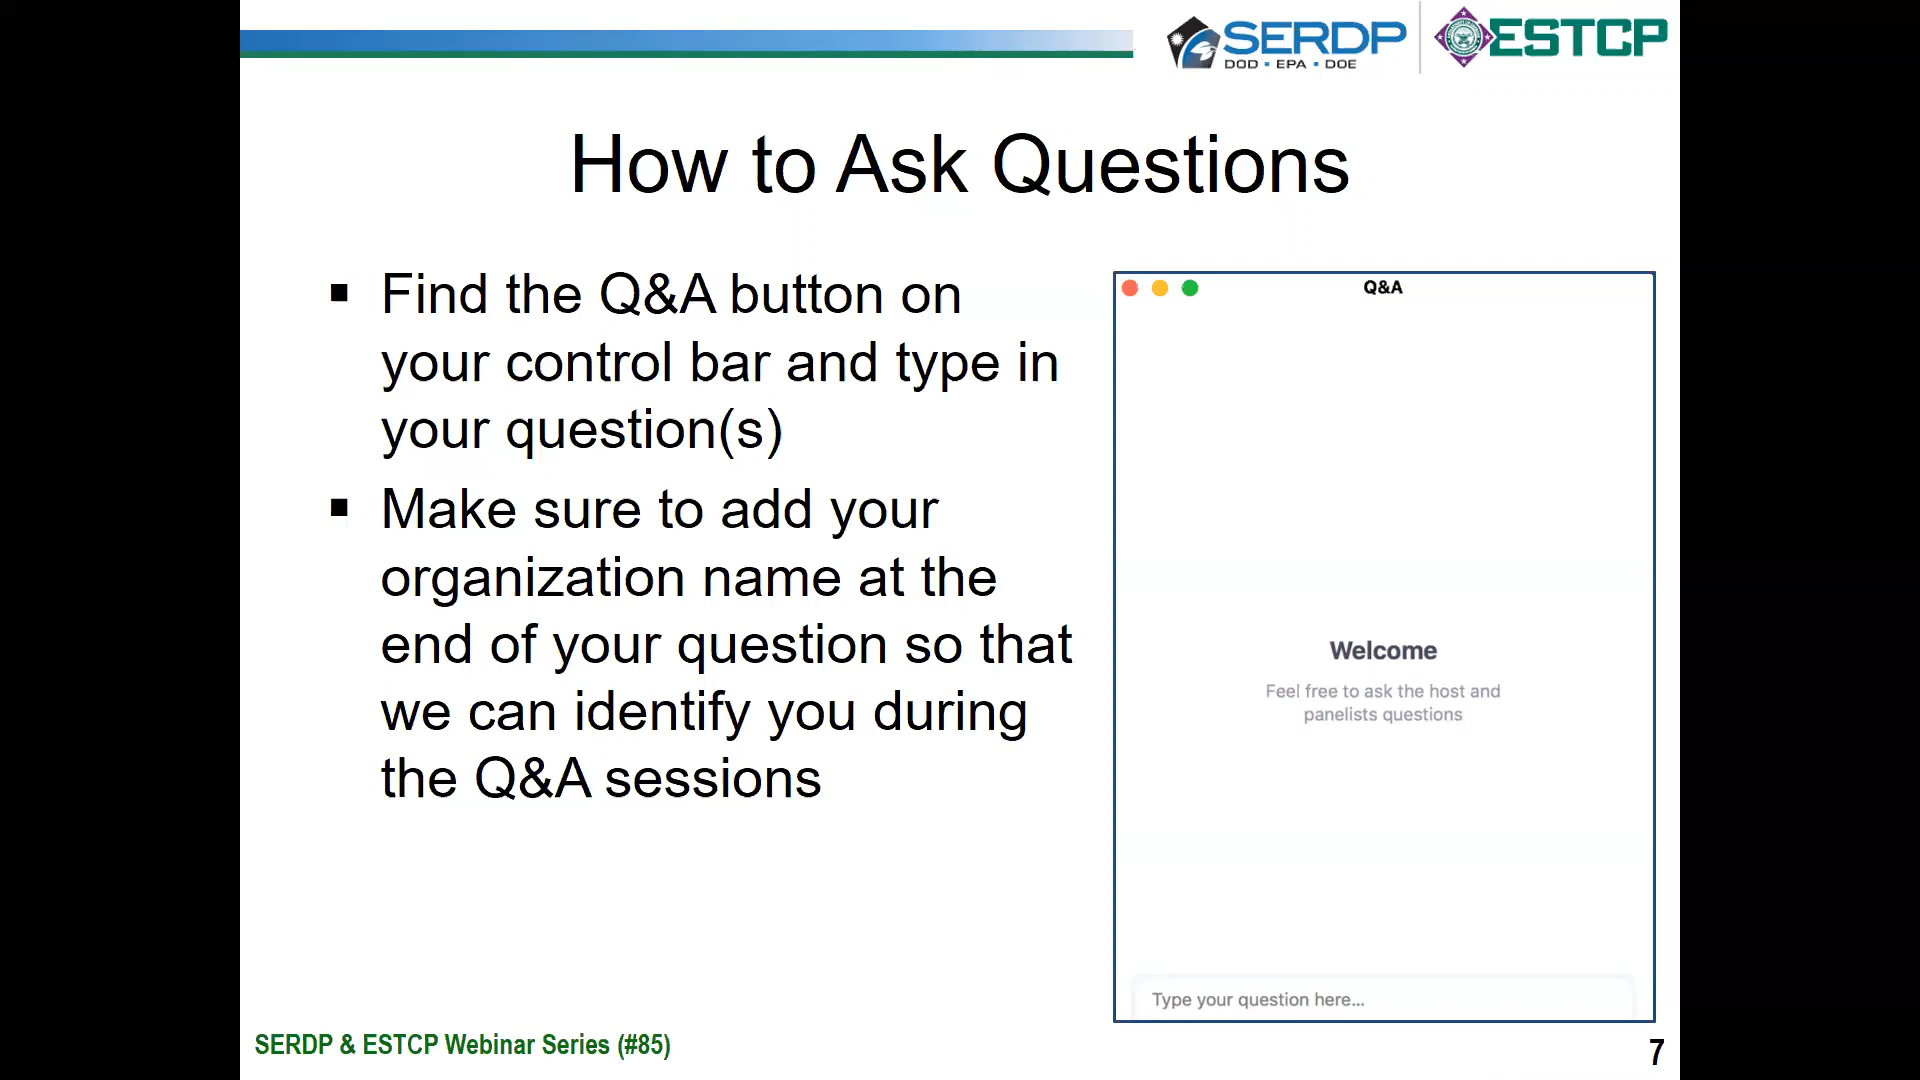 SERDP
DOD • EPA • DOE
ESTCP
How to Ask Questions
▪ Find the Q&A button on
your control bar and type in
your question(s)
▪ Make sure to add your
organization name at the
end of your question so that
we can identify you during
the Q&A sessions
Q&A
Welcome
Feel free to ask the host and
panelists questions
Type your question here...
SERDP & ESTCP Webinar Series (#85)
7